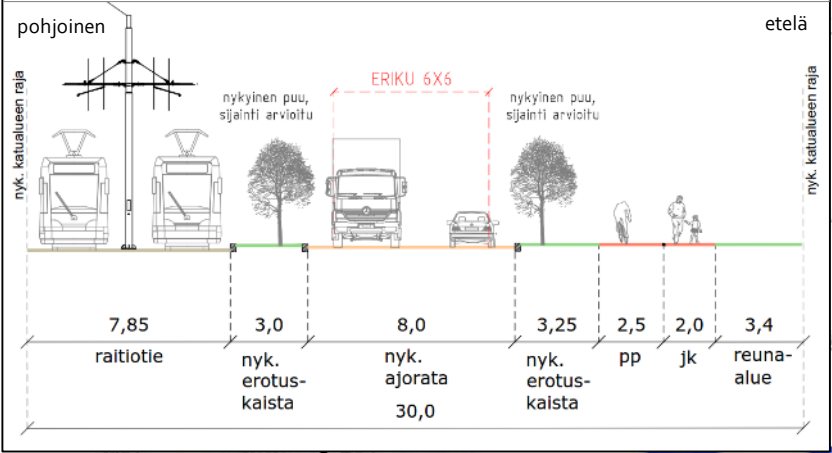 pohjoinen
etelä
nyk. katualueen raja
nykyinen puu,
sijainti arvioitu
ERIKU 6X6
nykyinen puu,
sijainti arvioitu
nyk. katualueen raja
7,85
3,0
8,0
3,25
2,5
2,0
3,4
raitiotie
nyk.
erotus-
kaista
nyk.
ajorata
nyk.
erotus-
kaista
pp
jk
reuna-
alue
30,0